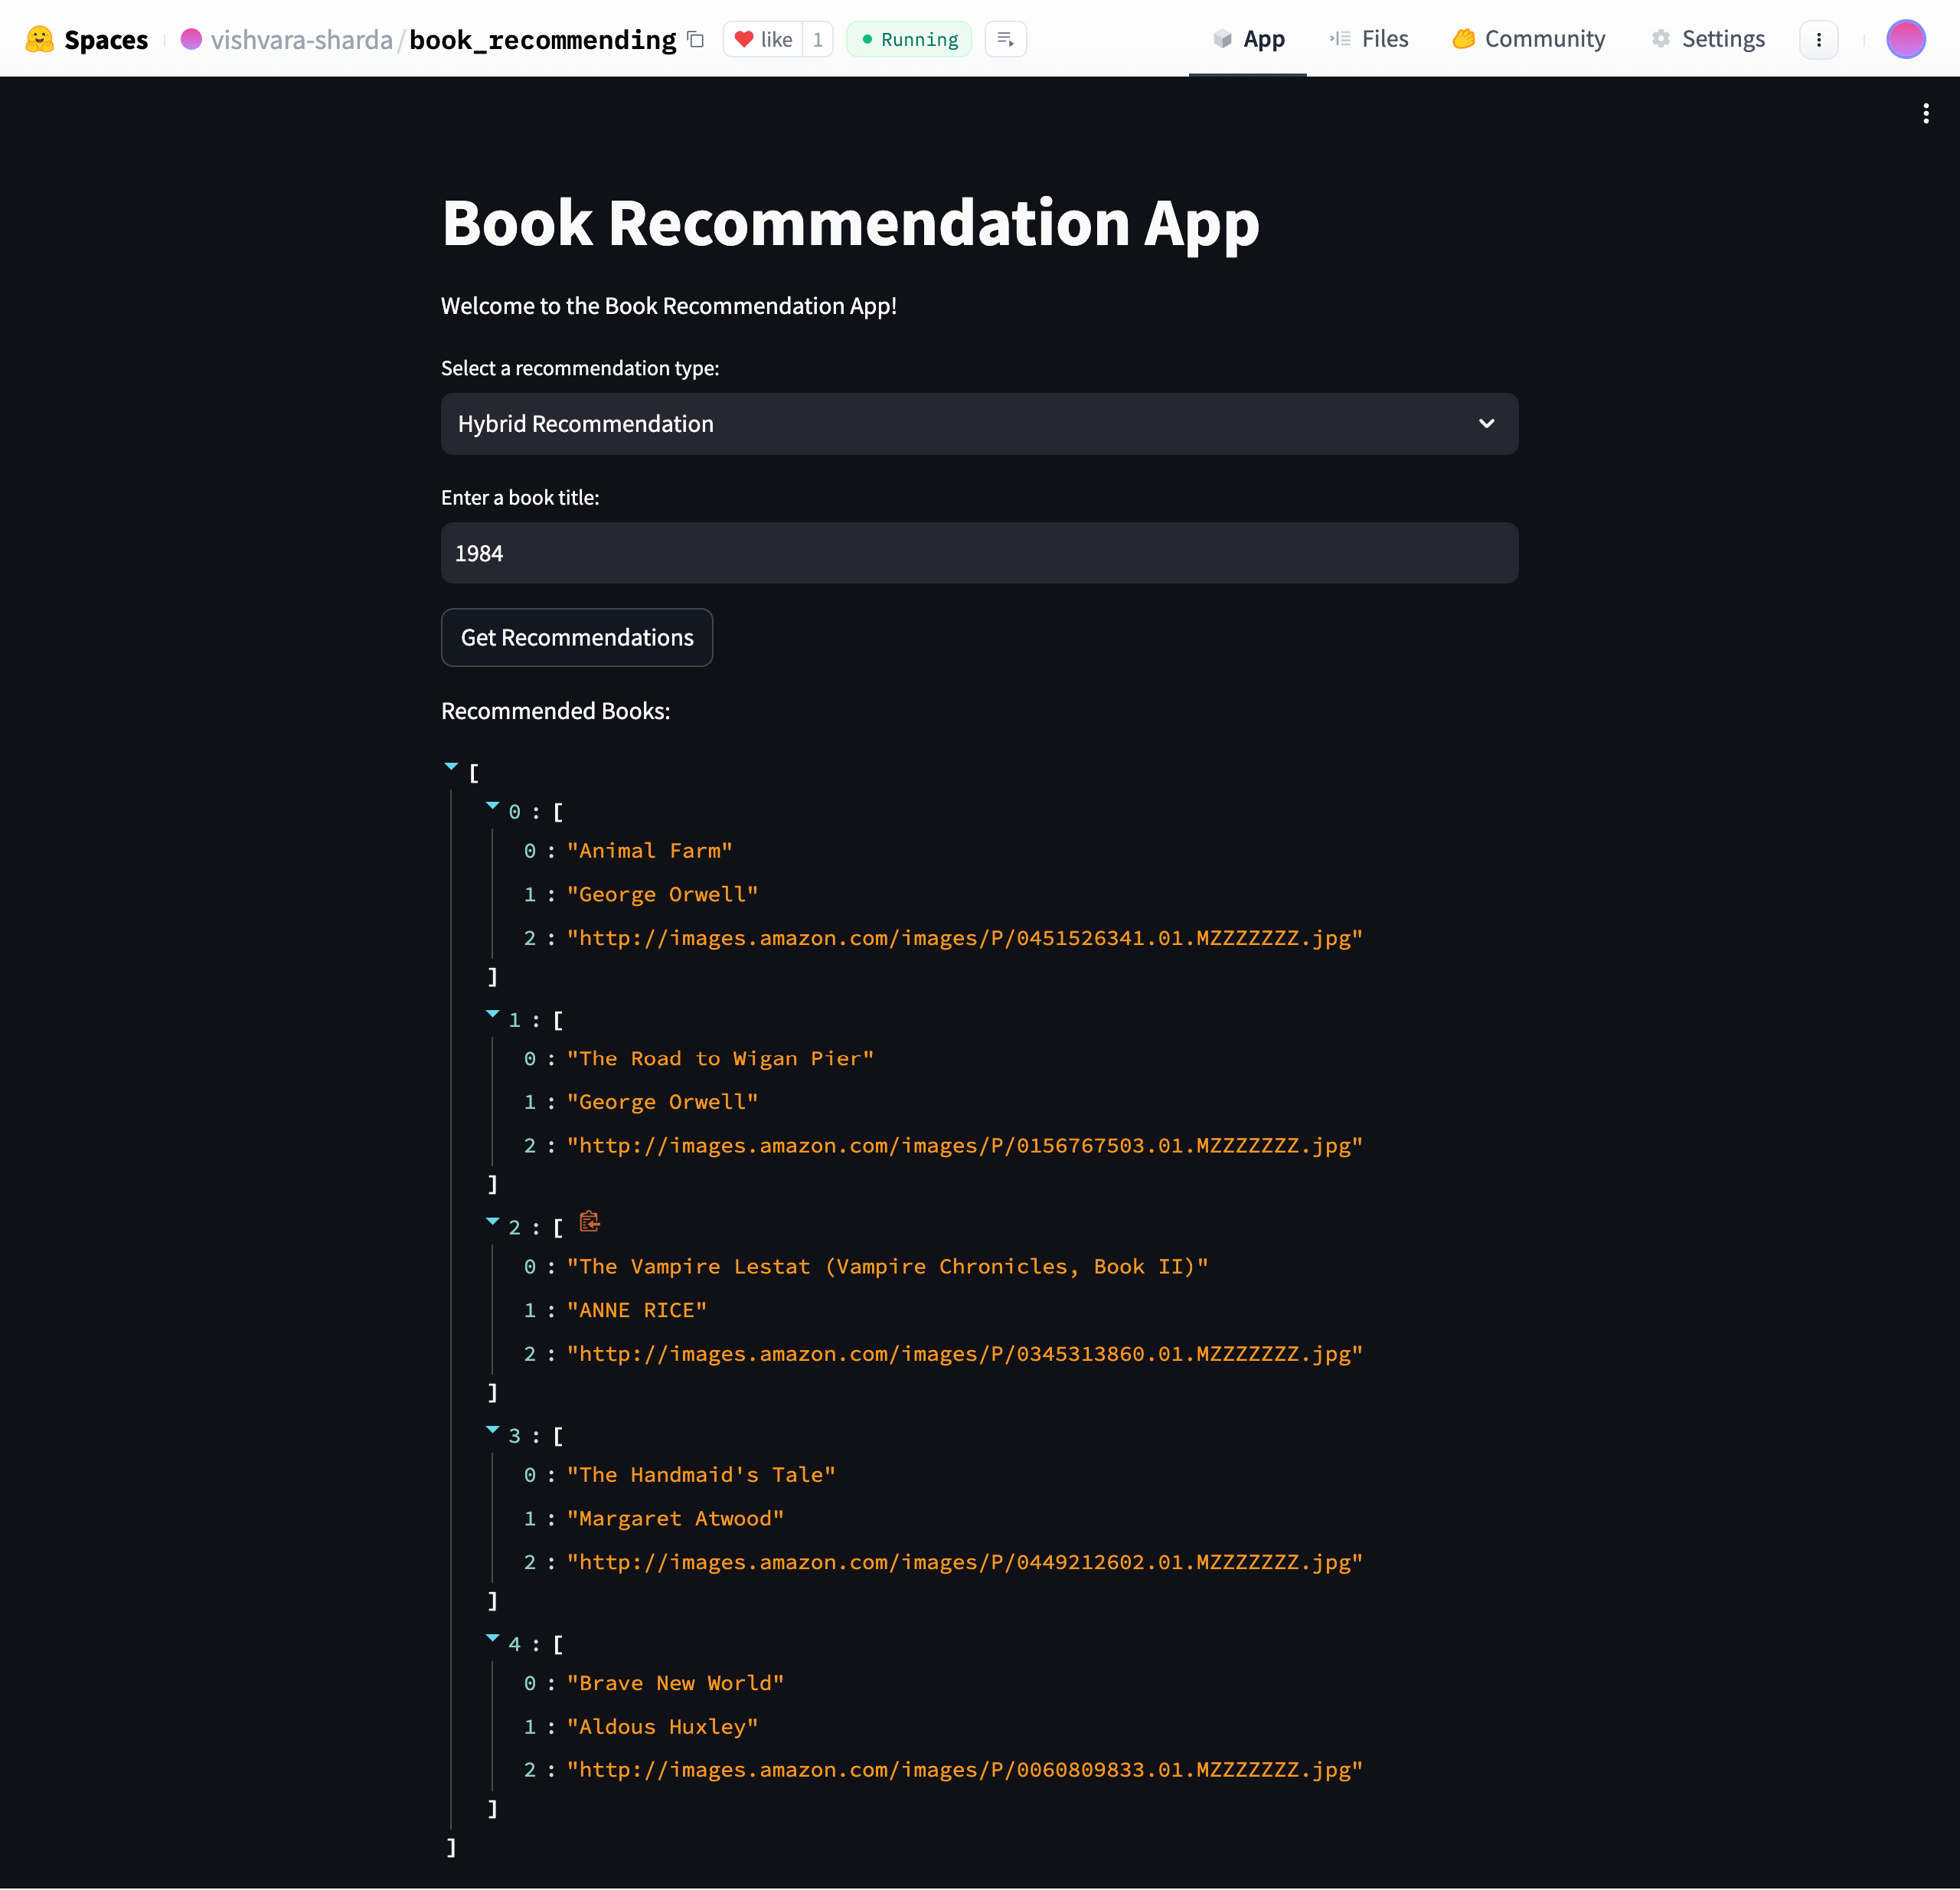 Spaces vishvara-sharda/book_recommending like 1 Running App Files Community Settings
Book Recommendation App
Welcome to the Book Recommendation App!
Select a recommendation type:
Hybrid Recommendation
Enter a book title:
1984
Get Recommendations
Recommended Books:
[
0 : [
0 : "Animal Farm"
1 : "George Orwell"
2 : "http://images.amazon.com/images/P/0451526341.01.MZZZZZZZ.jpg"
]
1 : [
0 : "The Road to Wigan Pier"
1 : "George Orwell"
2 : "http://images.amazon.com/images/P/0156767503.01.MZZZZZZZ.jpg"
]
2 : [
0 : "The Vampire Lestat (Vampire Chronicles, Book II)"
1 : "ANNE RICE"
2 : "http://images.amazon.com/images/P/0345313860.01.MZZZZZZZ.jpg"
]
3 : [
0 : "The Handmaid's Tale"
1 : "Margaret Atwood"
2 : "http://images.amazon.com/images/P/0449212602.01.MZZZZZZZ.jpg"
]
4 : [
0 : "Brave New World"
1 : "Aldous Huxley"
2 : "http://images.amazon.com/images/P/0060809833.01.MZZZZZZZ.jpg"
]
]